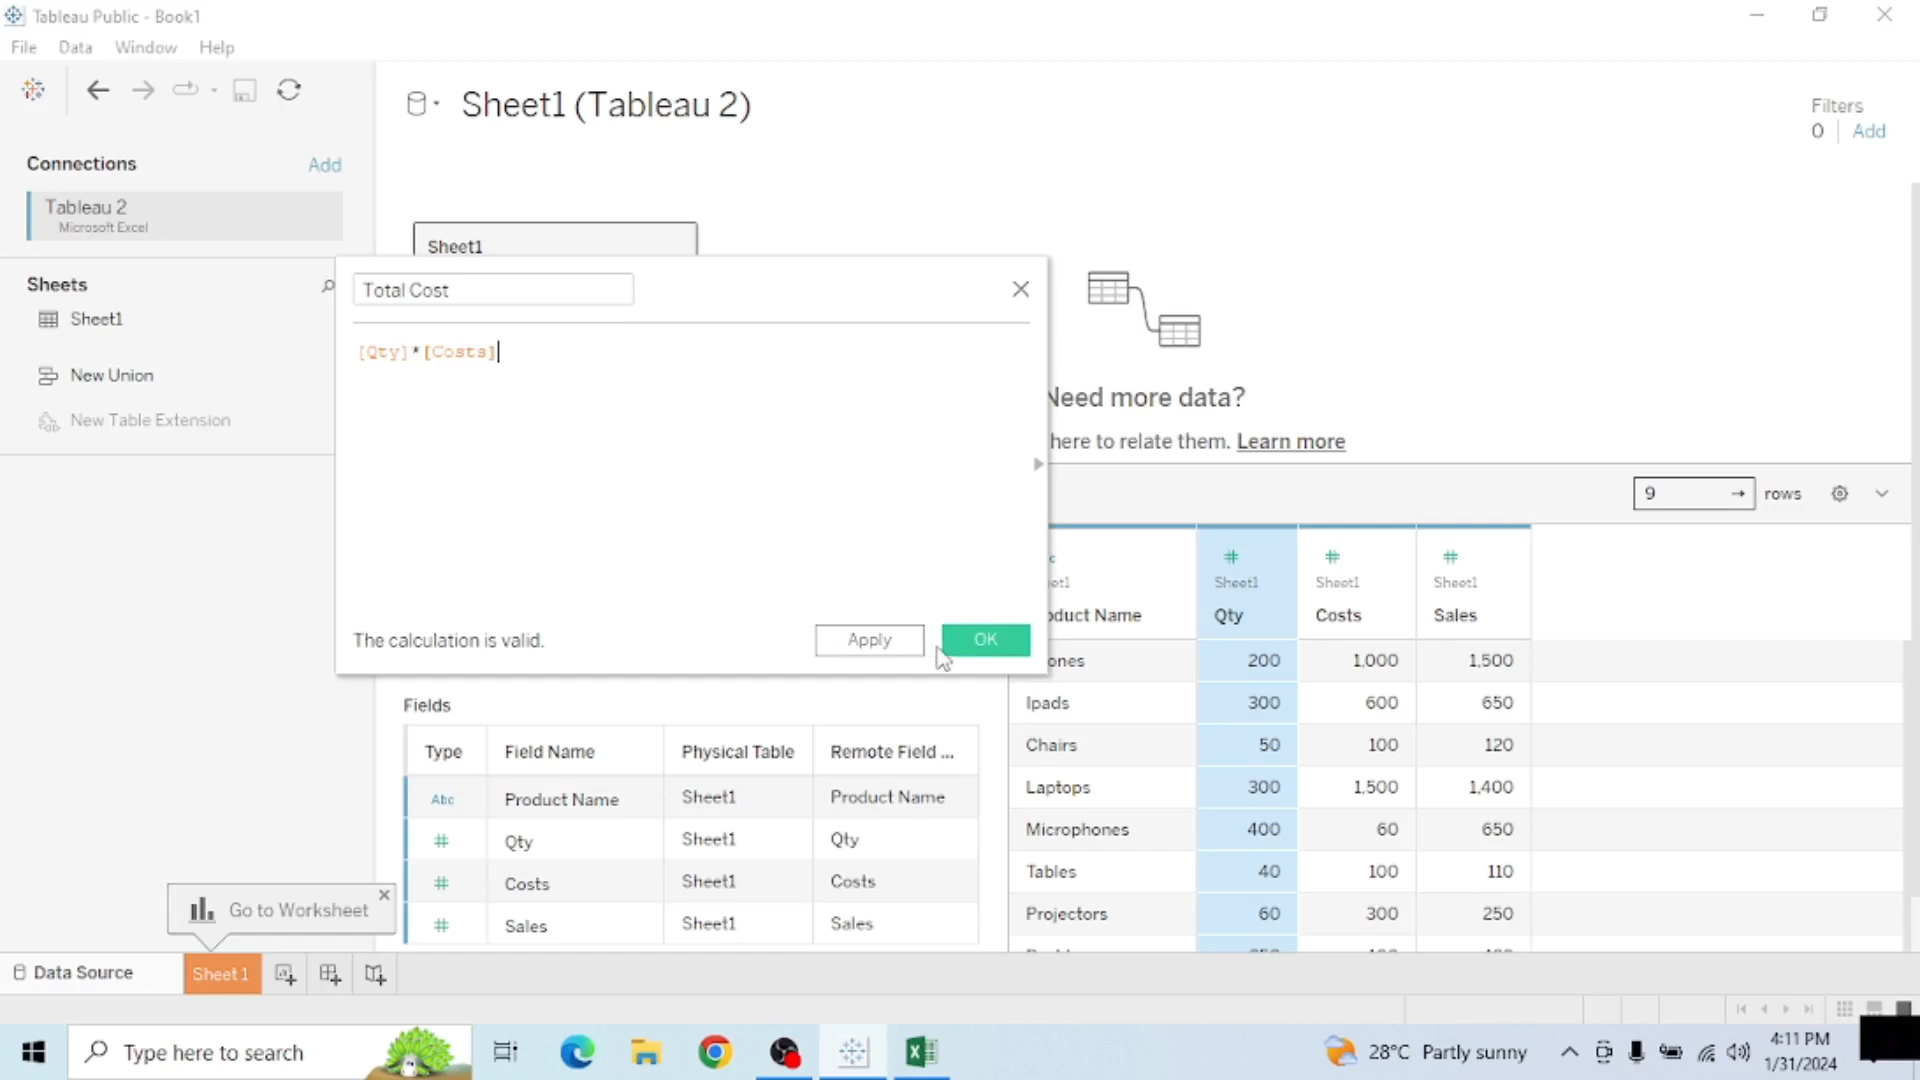 Tableau Public - Book1
File Data Window Help
Connections Add
Tableau 2
Microsoft Excel
Sheets
Sheet1
New Union
New Table Extension
Sheet1 (Tableau 2)
Filters
0 Add
Sheet1
Total Cost
[Qty]*[Costs]
The calculation is valid.
Apply OK
Need more data?
here to relate them. Learn more
9 rows
Sheet1 Sheet1 Sheet1
Product Name Qty Costs Sales
200 1,000 1,500
Ipads 300 600 650
Chairs 50 100 120
Laptops 300 1,500 1,400
Microphones 400 60 650
Tables 40 100 110
Projectors 60 300 250
Fields
Type Field Name Physical Table Remote Field ...
Abc Product Name Sheet1 Product Name
# Qty Sheet1 Qty
# Costs Sheet1 Costs
# Sales Sheet1 Sales
Go to Worksheet
Data Source Sheet 1
Type here to search
28°C Partly sunny
4:11 PM
1/31/2024